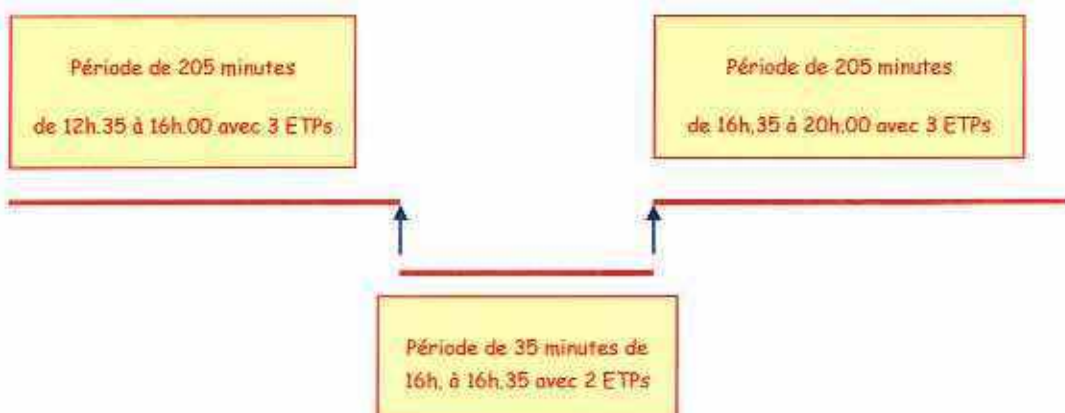 Période de 205 minutes
de 12h.35 à 16h.00 avec 3 ETPs
Période de 205 minutes
de 16h.35 à 20h.00 avec 3 ETPs
Période de 35 minutes de
16h. à 16h.35 avec 2 ETPs